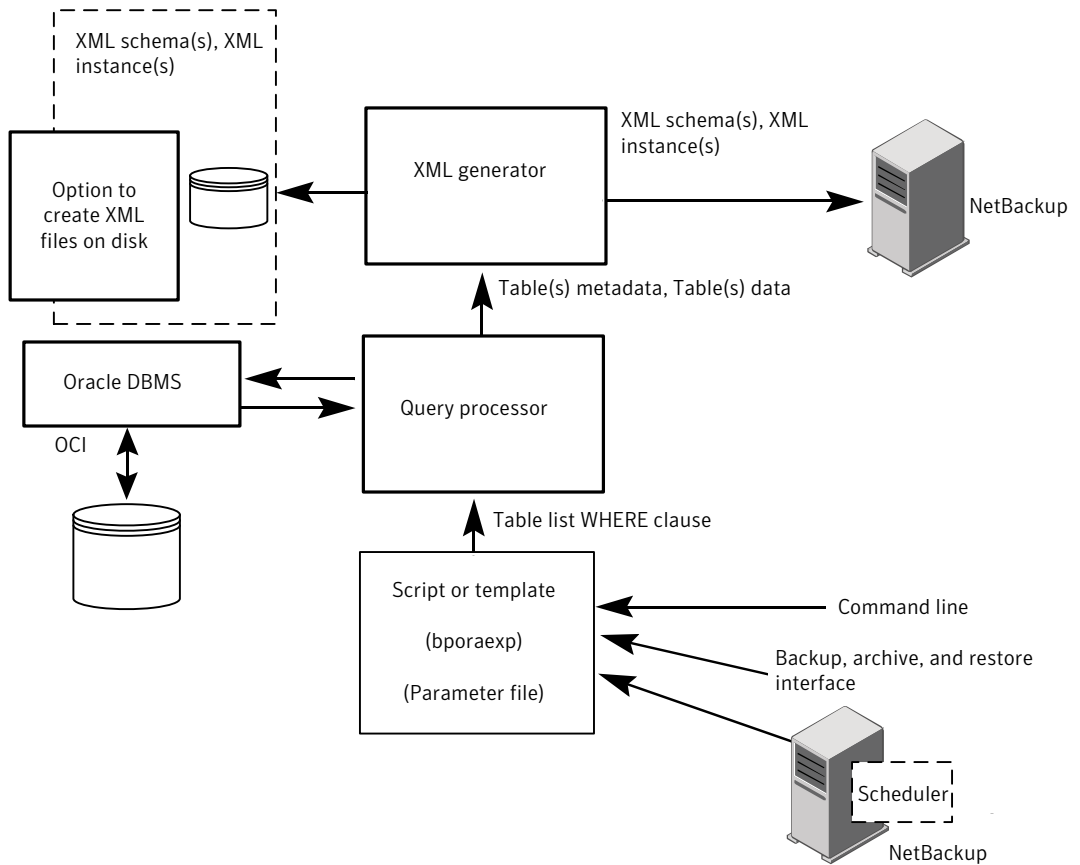 XML schema(s), XML
instance(s)
Option to
create XML
files on disk
XML generator
XML schema(s), XML
instance(s)
NetBackup
Table(s) metadata, Table(s) data
Oracle DBMS
OCI
Query processor
Table list WHERE clause
Script or template
(bporaexp)
(Parameter file)
Command line
Backup, archive, and restore
interface
Scheduler
NetBackup